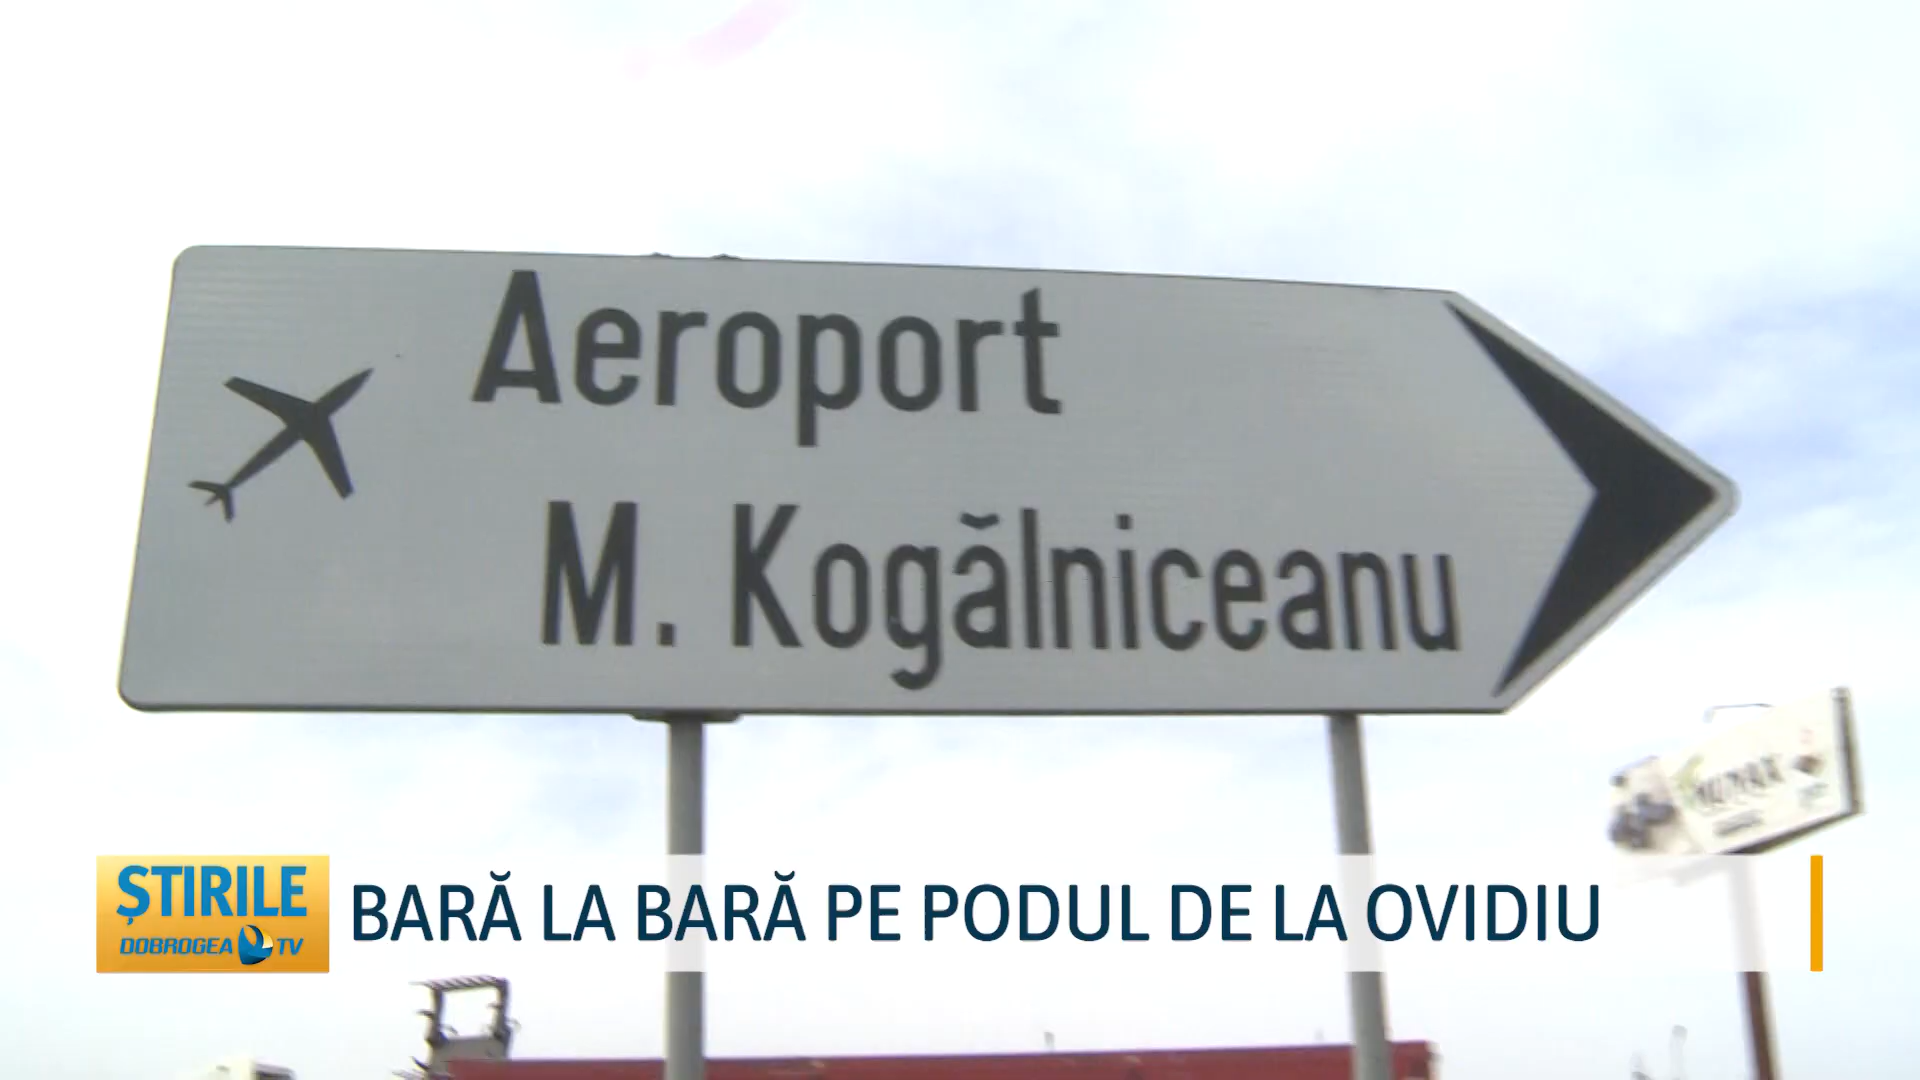 Aeroport
M. Kogălniceanu
ȘTIRILE
DOBROGEA TV
BARĂ LA BARĂ PE PODUL DE LA OVIDIU